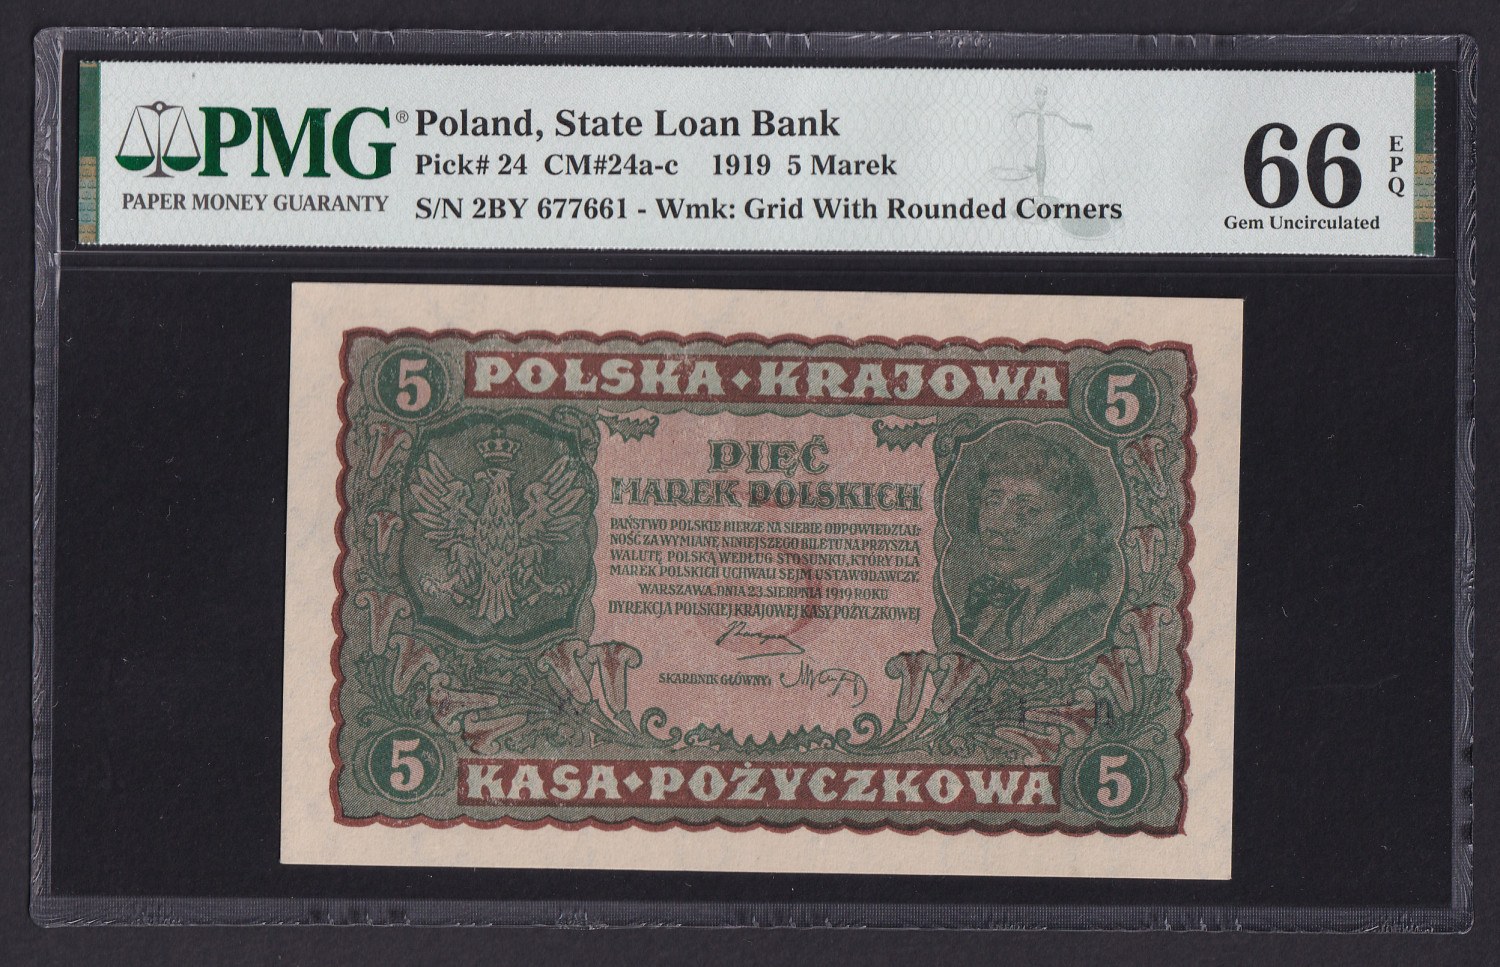 PMG®
PAPER MONEY GUARANTY
Poland, State Loan Bank
Pick# 24 CM#24a-c 1919 5 Marek
S/N 2BY 677661 - Wmk: Grid With Rounded Corners
66
EPQ
Gem Uncirculated
5 POLSKA KRAJOWA 5
PIĘĆ
MAREK POLSKICH
PAŃSTWO POLSKIE BIERZE NA SIEBIE ODPOWIEDZIAL-
NOŚĆ ZA WYMIANĘ NINIEJSZEGO BILETU NA PRZYSZŁĄ
WALUTĘ POLSKĄ WEDŁUG STOSUNKU, KTÓRY DLA
MAREK POLSKICH UCHWALI SEJM USTAWODAWCZY.
WARSZAWA, DNIA 23. SIERPNIA 1919 ROKU
DYREKCJA POLSKIEJ KRAJOWEJ KASY POŻYCZKOWEJ
SKARBNIK GŁÓWNY:
5 KASA POŻYCZKOWA 5